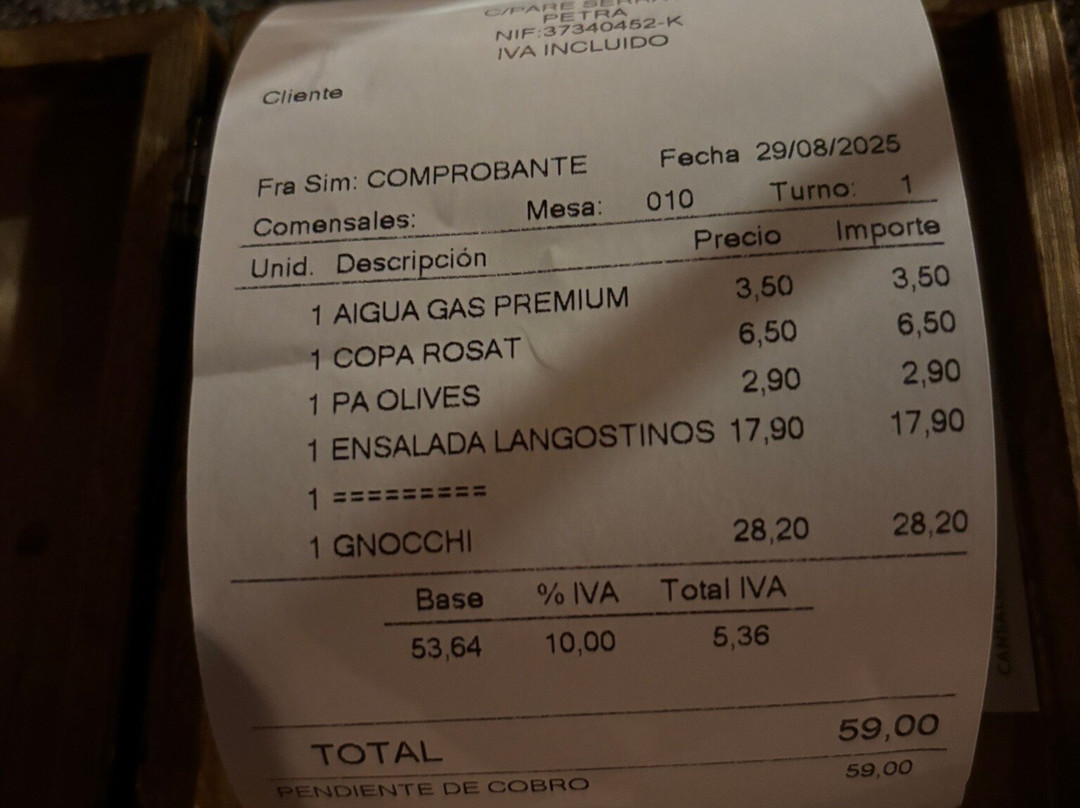 C/PARE SERRA
PETRA
NIF:37340452-K
IVA INCLUIDO
Cliente
Fra Sim: COMPROBANTE Fecha 29/08/2025
Comensales: Mesa: 010 Turno: 1
Unid. Descripción Precio Importe
1 AIGUA GAS PREMIUM 3,50 3,50
1 COPA ROSAT 6,50 6,50
1 PA OLIVES 2,90 2,90
1 ENSALADA LANGOSTINOS 17,90 17,90
1 =========
1 GNOCCHI 28,20 28,20
Base % IVA Total IVA
53,64 10,00 5,36
TOTAL 59,00
PENDIENTE DE COBRO 59,00